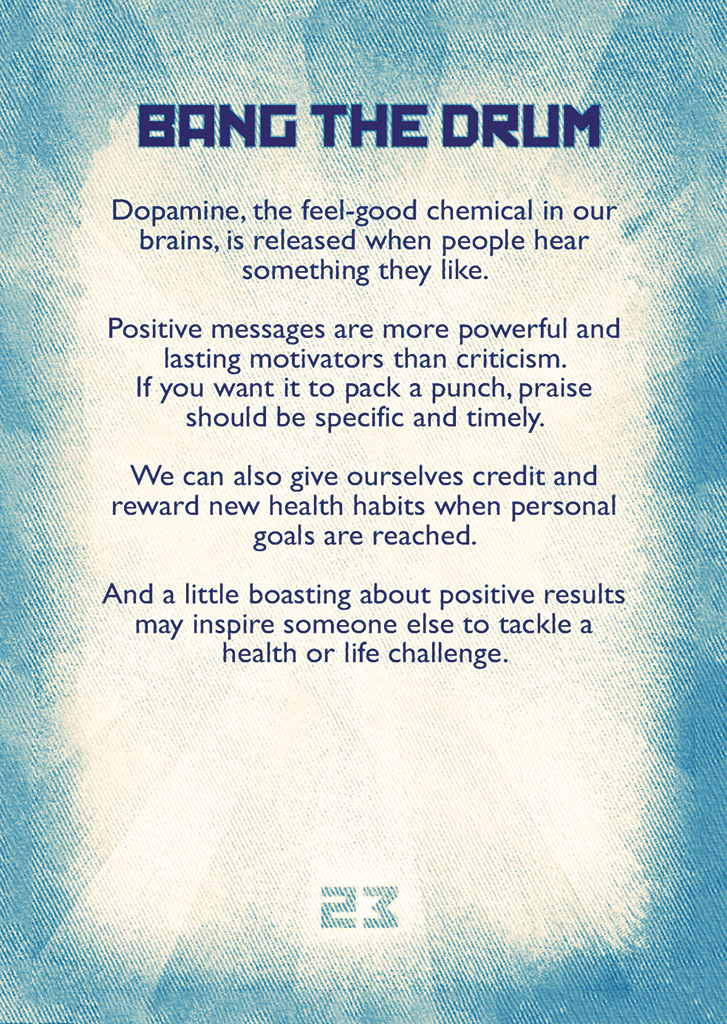 BANG THE DRUM
Dopamine, the feel-good chemical in our
brains, is released when people hear
something they like.
Positive messages are more powerful and
lasting motivators than criticism.
If you want it to pack a punch, praise
should be specific and timely.
We can also give ourselves credit and
reward new health habits when personal
goals are reached.
And a little boasting about positive results
may inspire someone else to tackle a
health or life challenge.
23